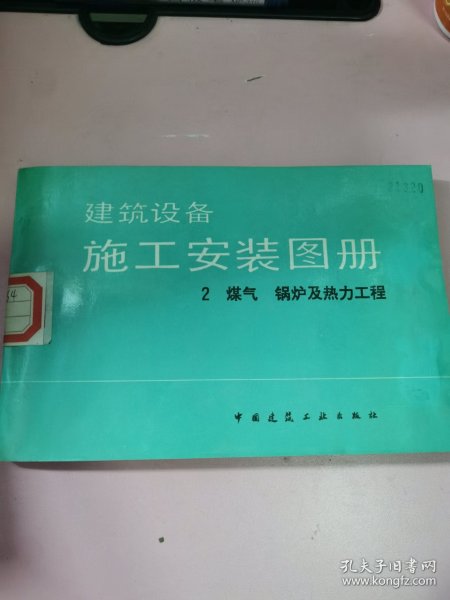 21320
建筑设备
施工安装图册
2 煤气 锅炉及热力工程
中国建筑工业出版社
孔夫子旧书网
www.kongfz.com